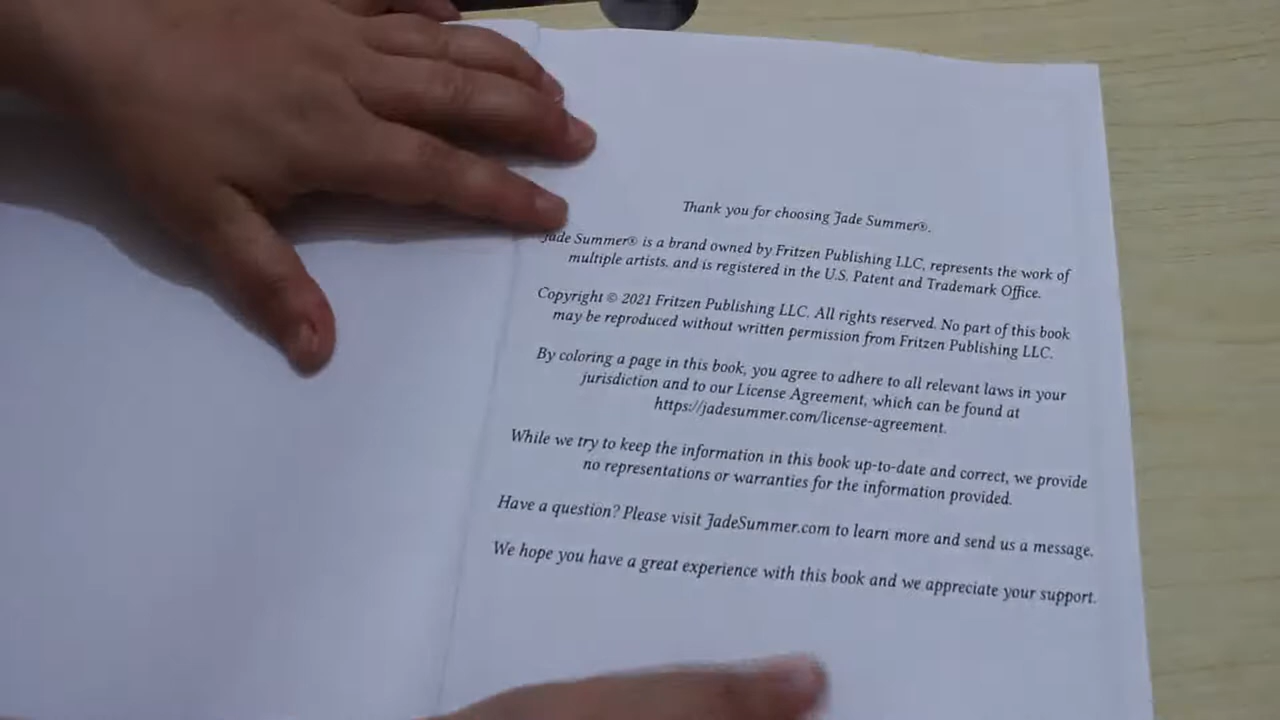 Thank you for choosing Jade Summer®.
Jade Summer® is a brand owned by Fritzen Publishing LLC, represents the work of
multiple artists, and is registered in the U.S. Patent and Trademark Office.
Copyright © 2021 Fritzen Publishing LLC. All rights reserved. No part of this book
may be reproduced without written permission from Fritzen Publishing LLC.
By coloring a page in this book, you agree to adhere to all relevant laws in your
jurisdiction and to our License Agreement, which can be found at
https://jadesummer.com/license-agreement.
While we try to keep the information in this book up-to-date and correct, we provide
no representations or warranties for the information provided.
Have a question? Please visit JadeSummer.com to learn more and send us a message.
We hope you have a great experience with this book and we appreciate your support.